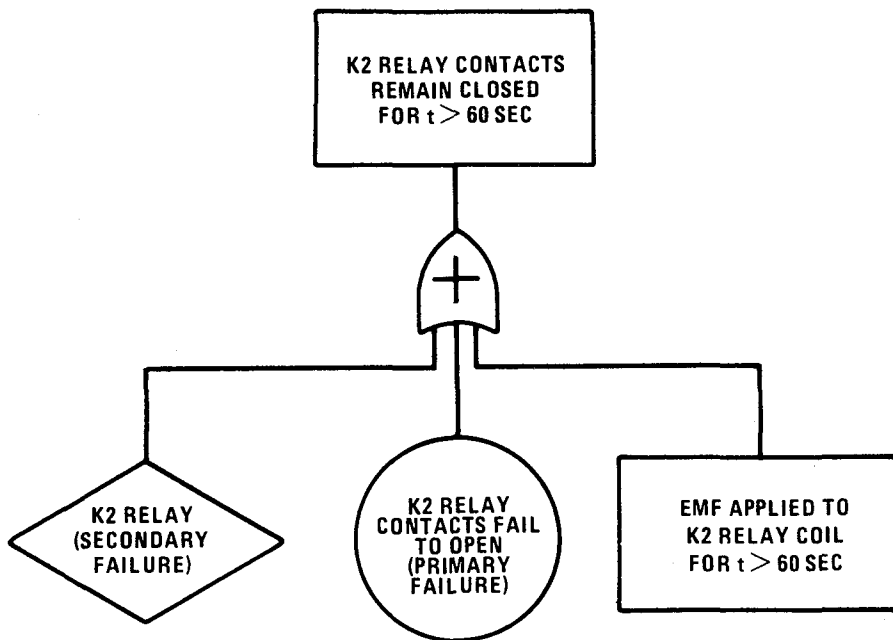 K2 RELAY CONTACTS
REMAIN CLOSED
FOR t > 60 SEC
+
K2 RELAY
(SECONDARY
FAILURE)
K2 RELAY
CONTACTS FAIL
TO OPEN
(PRIMARY
FAILURE)
EMF APPLIED TO
K2 RELAY COIL
FOR t > 60 SEC